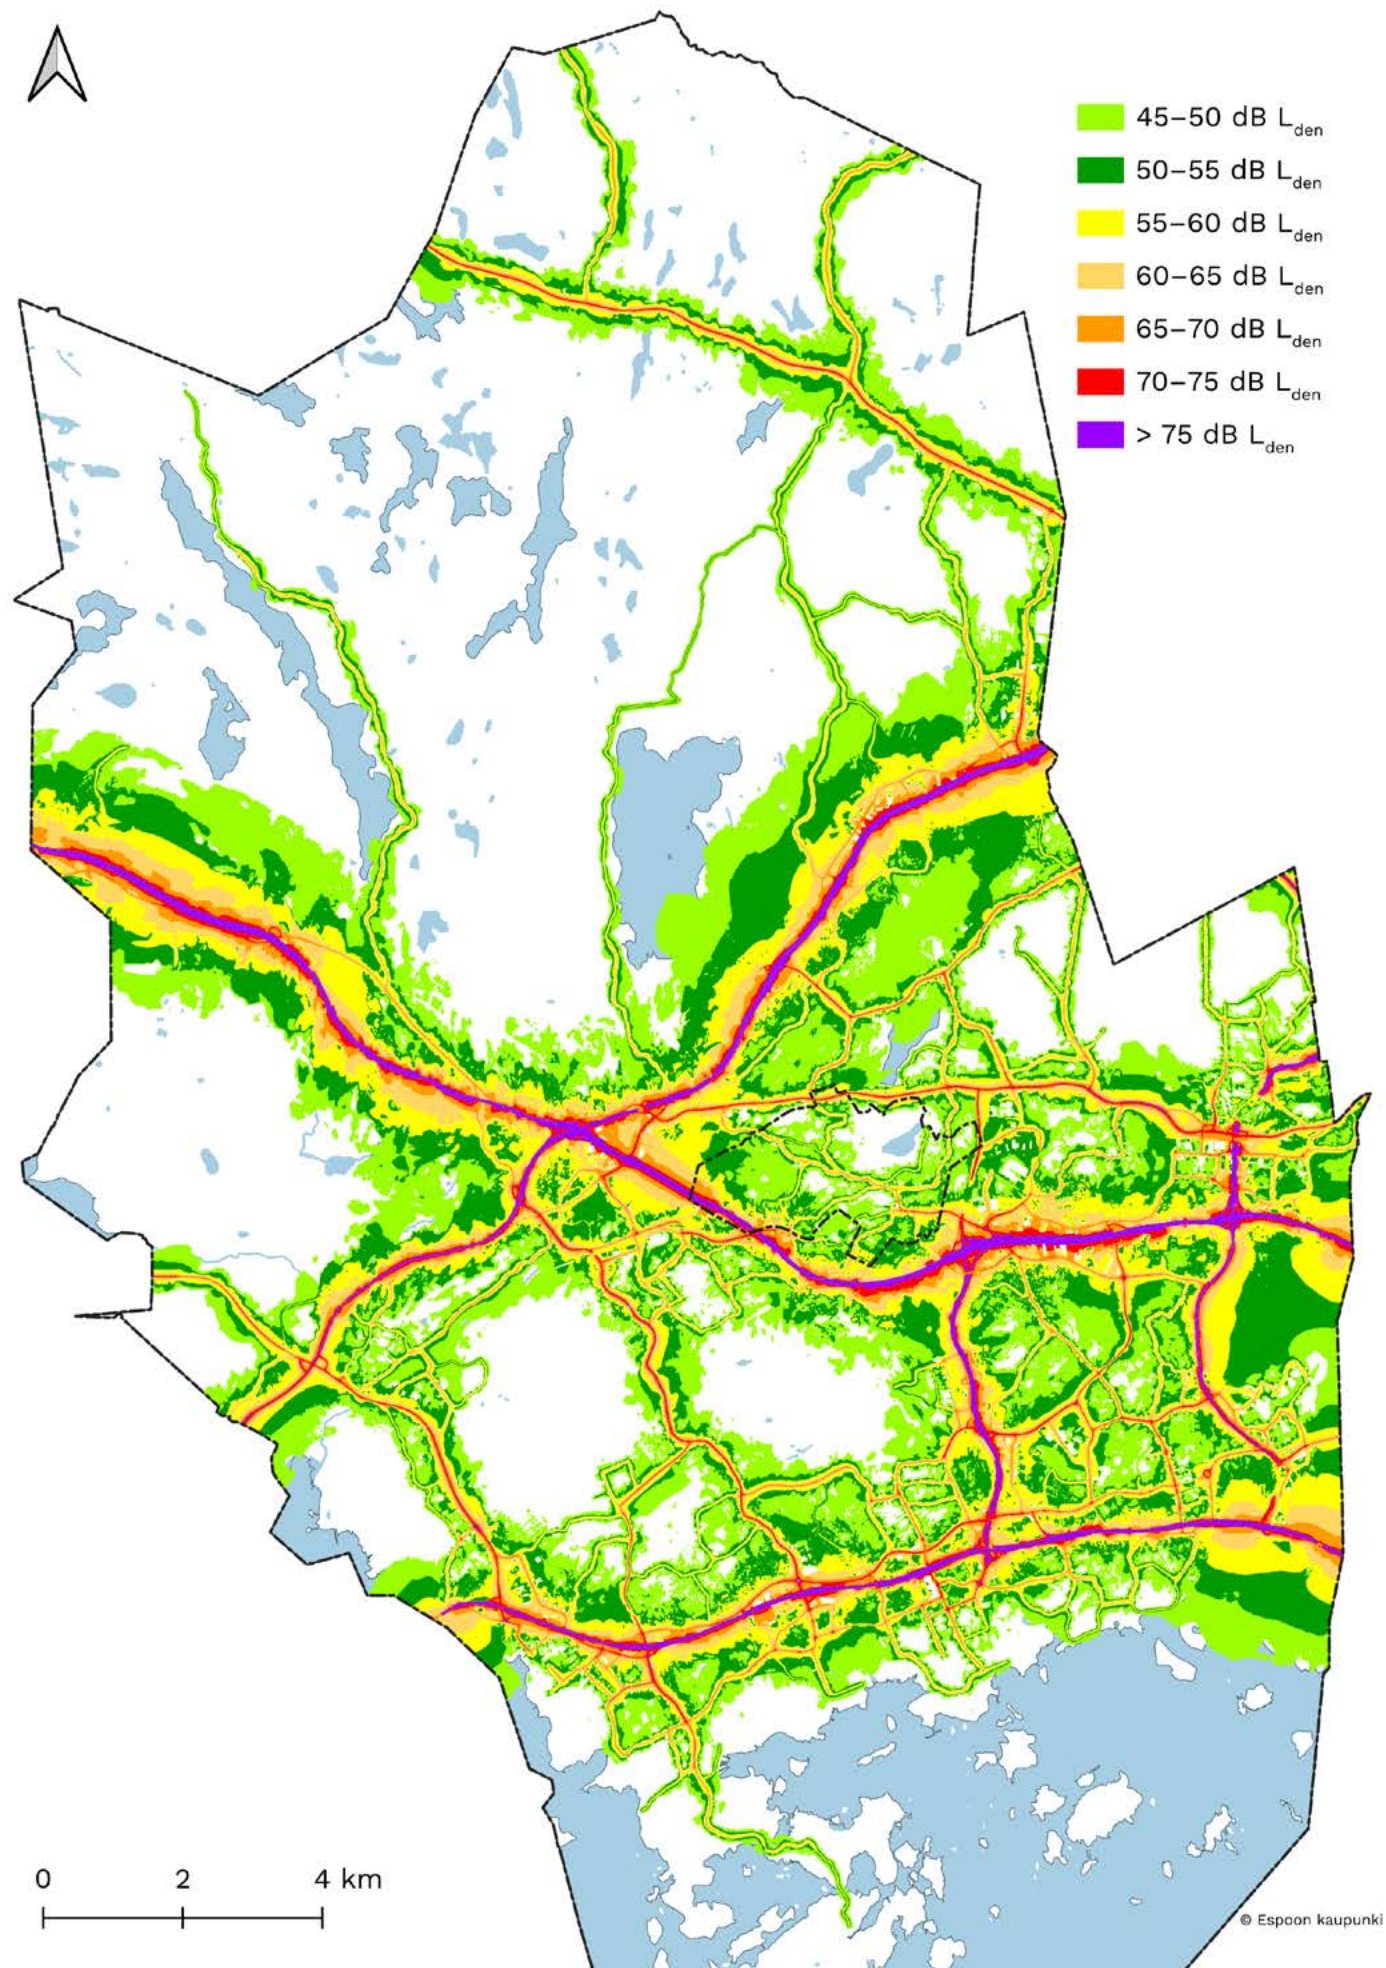 45–50 dB Lden
50–55 dB Lden
55–60 dB Lden
60–65 dB Lden
65–70 dB Lden
70–75 dB Lden
> 75 dB Lden
0 2 4 km
© Espoon kaupunki